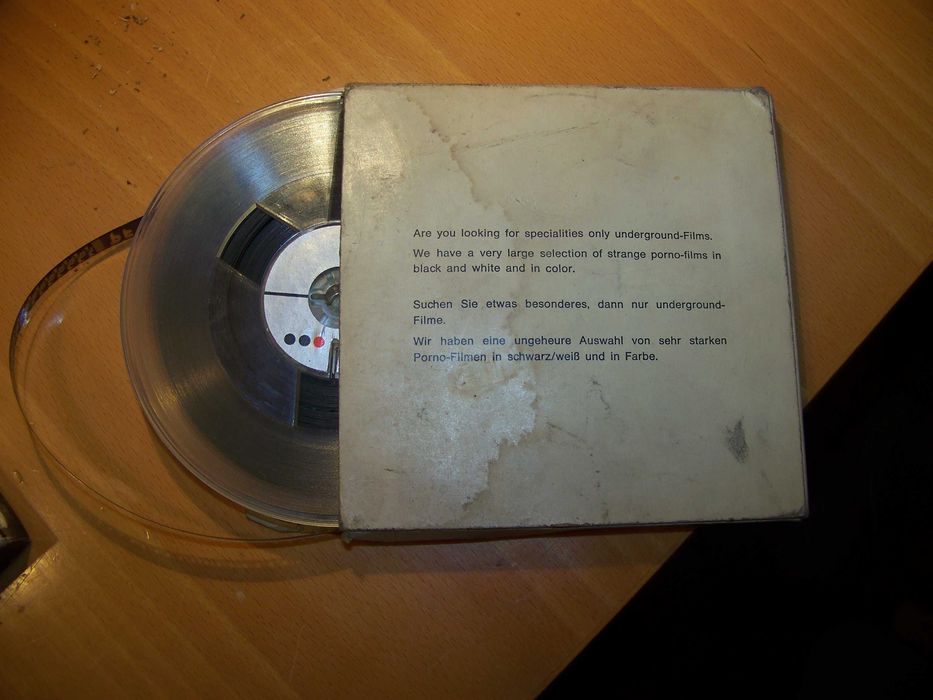 Are you looking for specialities only underground-Films.
We have a very large selection of strange porno-films in
black and white and in color.
Suchen Sie etwas besonderes, dann nur underground-
Filme.
Wir haben eine ungeheure Auswahl von sehr starken
Porno-Filmen in schwarz/weiß und in Farbe.